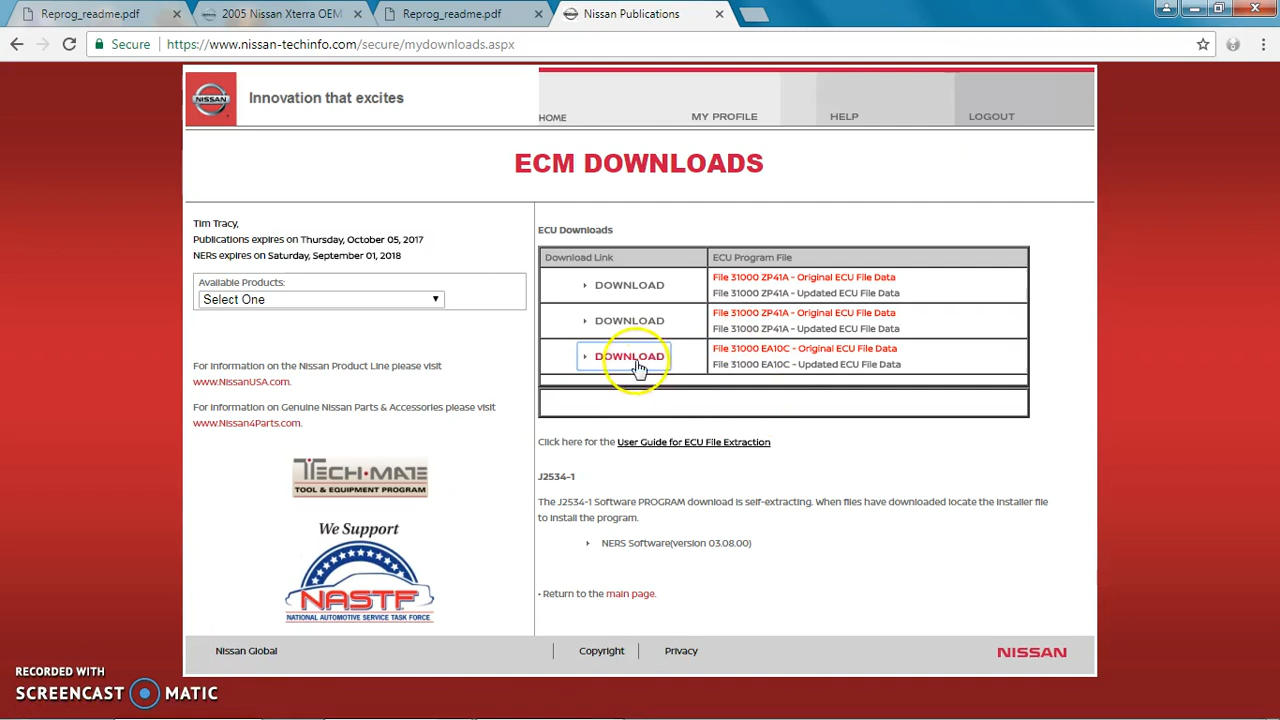 Reprog_readme.pdf
2005 Nissan Xterra OEM
Reprog_readme.pdf
Nissan Publications
Secure
https://www.nissan-techinfo.com/secure/mydownloads.aspx
NISSAN
Innovation that excites
HOME
MY PROFILE
HELP
LOGOUT
ECM DOWNLOADS
Tim Tracy,
Publications expires on Thursday, October 05, 2017
NERs expires on Saturday, September 01, 2018
Available Products:
Select One
For information on the Nissan Product Line please visit
www.NissanUSA.com.
For information on Genuine Nissan Parts & Accessories please visit
www.Nissan4Parts.com.
TECH·MATE
TOOL & EQUIPMENT PROGRAM
We Support
NASTF
NATIONAL AUTOMOTIVE SERVICE TASK FORCE
ECU Downloads
Download Link
ECU Program File
DOWNLOAD
File 31000 ZP41A - Original ECU File Data
File 31000 ZP41A - Updated ECU File Data
DOWNLOAD
File 31000 ZP41A - Original ECU File Data
File 31000 ZP41A - Updated ECU File Data
DOWNLOAD
File 31000 EA10C - Original ECU File Data
File 31000 EA10C - Updated ECU File Data
Click here for the User Guide for ECU File Extraction
J2534-1
The J2534-1 Software PROGRAM download is self-extracting. When files have downloaded locate the installer file
to install the program.
NERS Software(version 03.08.00)
• Return to the main page.
Nissan Global
Copyright
Privacy
NISSAN
RECORDED WITH
SCREENCAST MATIC